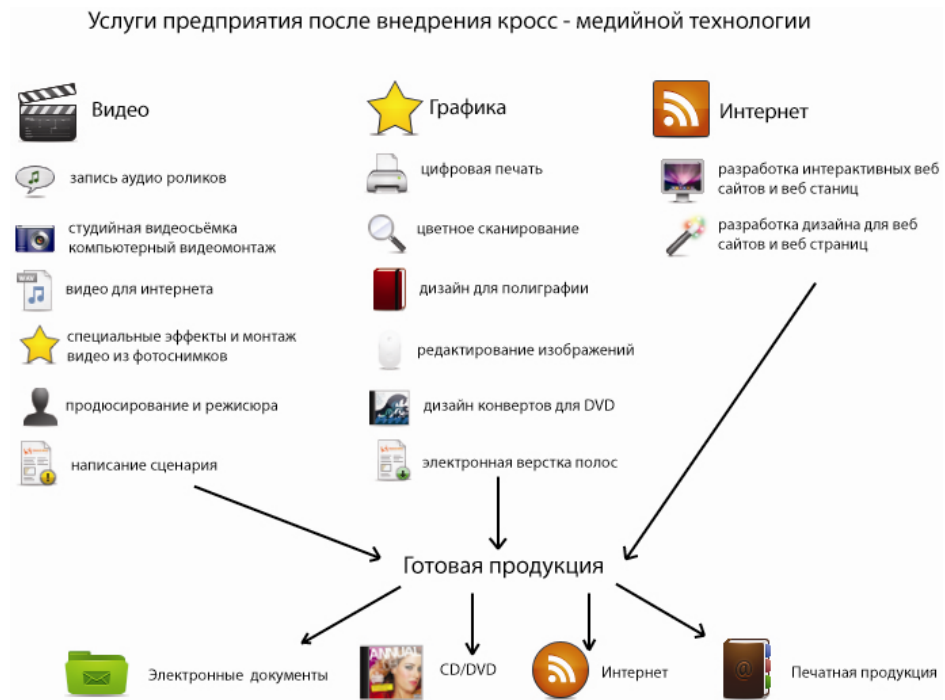 Услуги предприятия после внедрения кросс - медийной технологии
Видео
запись аудио роликов
студийная видеосъёмка
компьютерный видеомонтаж
WAV
видео для интернета
специальные эффекты и монтаж
видео из фотоснимков
продюсирование и режисюра
написание сценария
Графика
цифровая печать
цветное сканирование
дизайн для полиграфии
редактирование изображений
дизайн конвертов для DVD
электронная верстка полос
Интернет
разработка интерактивных веб
сайтов и веб станиц
разработка дизайна для веб
сайтов и веб страниц
Готовая продукция
Электронные документы
ANNUAL
CD/DVD
Интернет
@
Печатная продукция